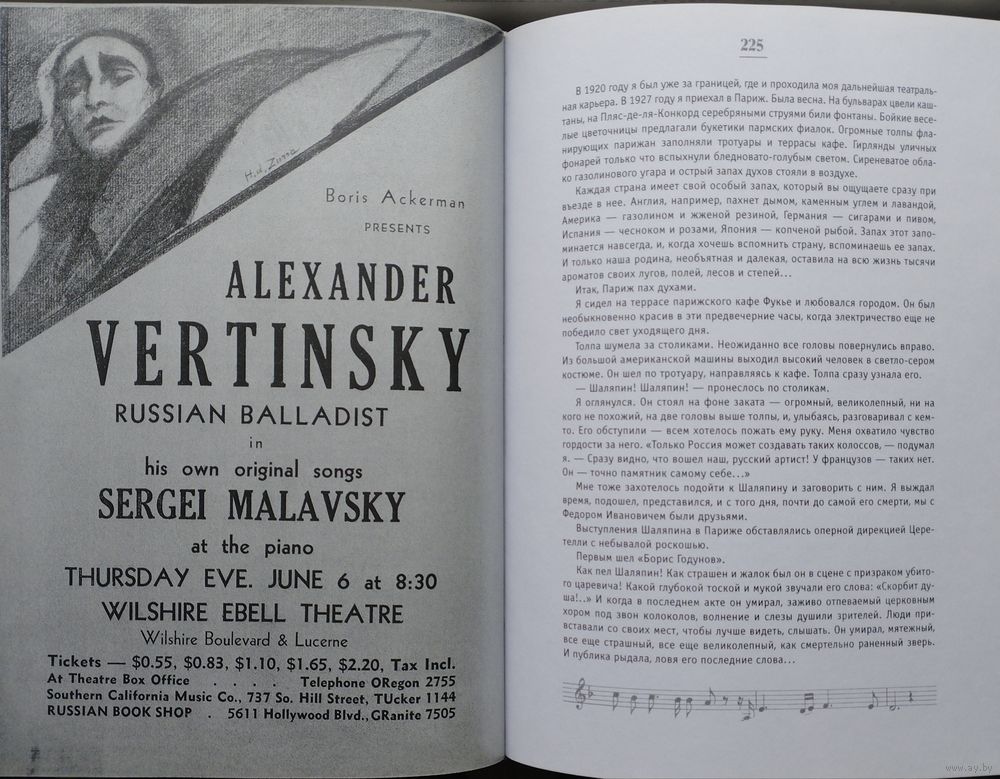 H.d. Zuma
Boris Ackerman
PRESENTS
ALEXANDER
VERTINSKY
RUSSIAN BALLADIST
in
his own original songs
SERGEI MALAVSKY
at the piano
THURSDAY EVE. JUNE 6 at 8:30
WILSHIRE EBELL THEATRE
Wilshire Boulevard & Lucerne
Tickets — $0.55, $0.83, $1.10, $1.65, $2.20, Tax Incl.
At Theatre Box Office . . . . Telephone ORegon 2755
Southern California Music Co., 737 So. Hill Street, TUcker 1144
RUSSIAN BOOK SHOP . 5611 Hollywood Blvd., GRanite 7505
225
В 1920 году я был уже за границей, где и проходила моя дальнейшая театраль-
ная карьера. В 1927 году я приехал в Париж. Была весна. На бульварах цвели каш-
таны, на Пляс-де-ля-Конкорд серебряными струями били фонтаны. Бойкие весе-
лые цветочницы предлагали букетики пармских фиалок. Огромные толпы фла-
нирующих парижан заполняли тротуары и террасы кафе. Гирлянды уличных
фонарей только что вспыхнули бледновато-голубым светом. Сиреневатое обла-
ко газолинового угара и острый запах духов стояли в воздухе.
Каждая страна имеет свой особый запах, который вы ощущаете сразу при
въезде в нее. Англия, например, пахнет дымом, каменным углем и лавандой,
Америка — газолином и жженой резиной, Германия — сигарами и пивом,
Испания — чесноком и розами, Япония — копченой рыбой. Запах этот запо-
минается навсегда, и, когда хочешь вспомнить страну, вспоминаешь ее запах.
И только наша родина, необъятная и далекая, оставила на всю жизнь тысячи
ароматов своих лугов, полей, лесов и степей...
Итак, Париж пах духами.
Я сидел на террасе парижского кафе Фукье и любовался городом. Он был
необыкновенно красив в эти предвечерние часы, когда электричество еще не
победило свет уходящего дня.
Толпа шумела за столиками. Неожиданно все головы повернулись вправо.
Из большой американской машины выходил высокий человек в светло-сером
костюме. Он шел по тротуару, направляясь к кафе. Толпа сразу узнала его.
— Шаляпин! Шаляпин! — пронеслось по столикам.
Я оглянулся. Он стоял на фоне заката — огромный, великолепный, ни на
кого не похожий, на две головы выше толпы, и, улыбаясь, разговаривал с кем-
то. Его обступили — всем хотелось пожать ему руку. Меня охватило чувство
гордости за него. «Только Россия может создавать таких колоссов, — подумал
я. — Сразу видно, что вошел наш, русский артист! У французов — таких нет.
Он — точно памятник самому себе...»
Мне тоже захотелось подойти к Шаляпину и заговорить с ним. Я выждал
время, подошел, представился, и с того дня, почти до самой его смерти, мы с
Федором Ивановичем были друзьями.
Выступления Шаляпина в Париже обставлялись оперной дирекцией Цере-
телли с небывалой роскошью.
Первым шел «Борис Годунов».
Как пел Шаляпин! Как страшен и жалок был он в сцене с призраком убито-
го царевича! Какой глубокой тоской и мукой звучали его слова: «Скорбит ду-
ша!..» И когда в последнем акте он умирал, заживо отпеваемый церковным
хором под звон колоколов, волнение и слезы душили зрителей. Люди при-
вставали со своих мест, чтобы лучше видеть, слышать. Он умирал, мятежный,
все еще страшный, все еще великолепный, как смертельно раненный зверь.
И публика рыдала, ловя его последние слова...
www.ay.by